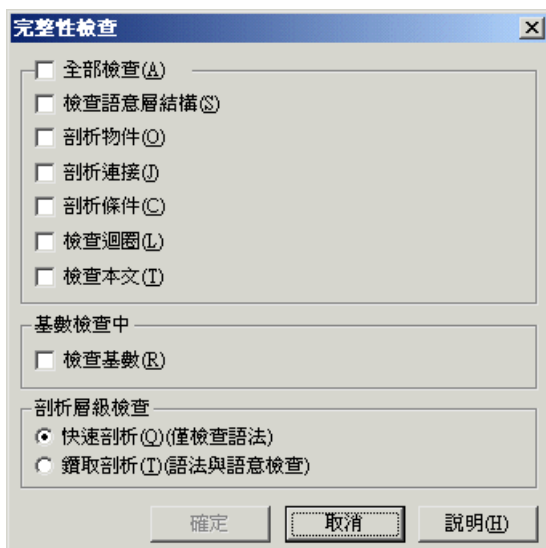 完整性檢查
全部檢查(A)
檢查語意層結構(S)
剖析物件(O)
剖析連接(J)
剖析條件(C)
檢查迴圈(L)
檢查本文(T)
基數檢查中
檢查基數(R)
剖析層級檢查
快速剖析(Q)(僅檢查語法)
鑽取剖析(T)(語法與語意檢查)
確定 取消 說明(H)